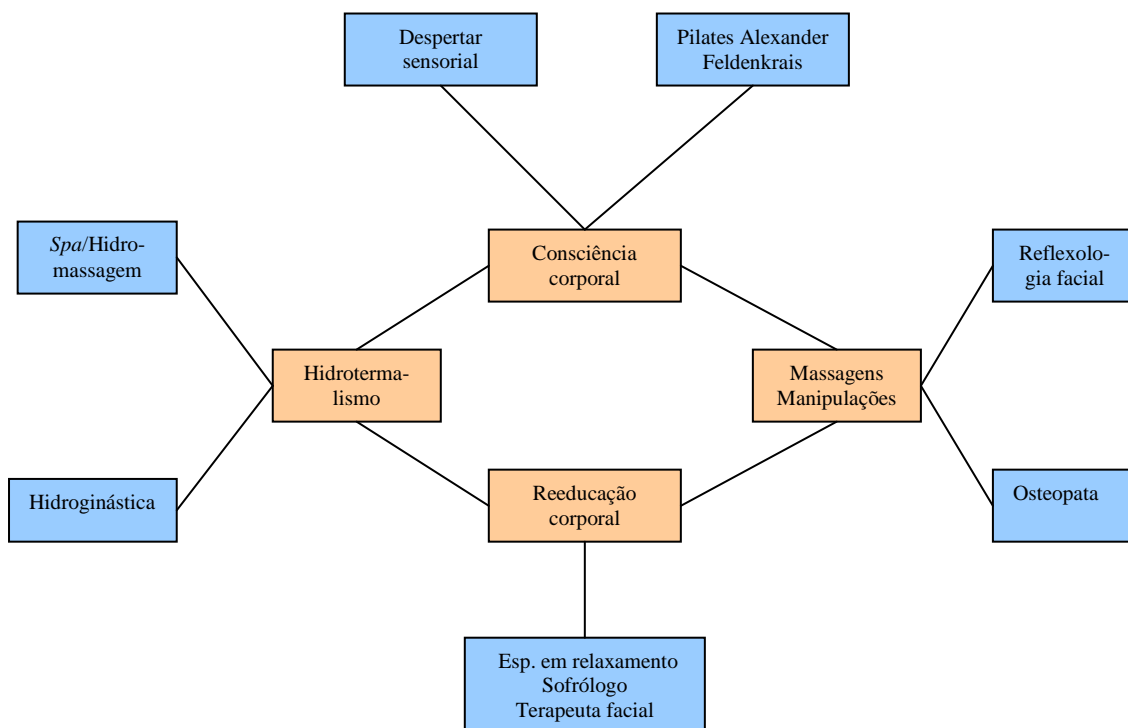 Despertar
sensorial
Pilates Alexander
Feldenkrais
Spa/Hidro-
massagem
Consciência
corporal
Reflexolo-
gia facial
Hidroterma-
lismo
Massagens
Manipulações
Hidroginástica
Reeducação
corporal
Osteopata
Esp. em relaxamento
Sofrólogo
Terapeuta facial